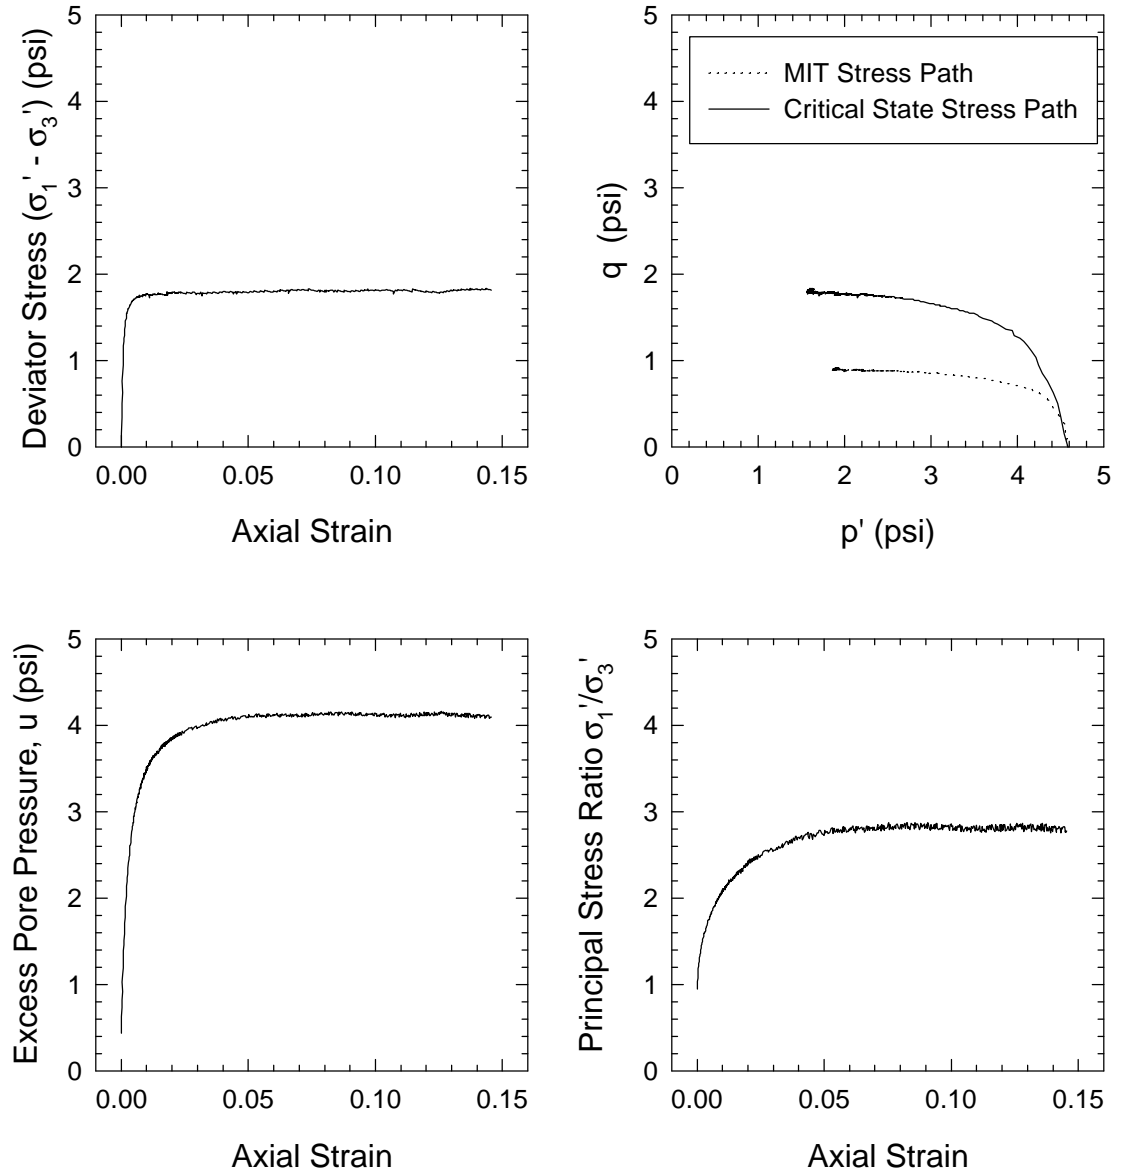 Deviator Stress (σ1' - σ3') (psi)
5
4
3
2
1
0
0.00 0.05 0.10 0.15
Axial Strain
q (psi)
5
4
3
2
1
0
MIT Stress Path
Critical State Stress Path
0 1 2 3 4 5
p' (psi)
Excess Pore Pressure, u (psi)
5
4
3
2
1
0
0.00 0.05 0.10 0.15
Axial Strain
Principal Stress Ratio σ1'/σ3'
5
4
3
2
1
0
0.00 0.05 0.10 0.15
Axial Strain